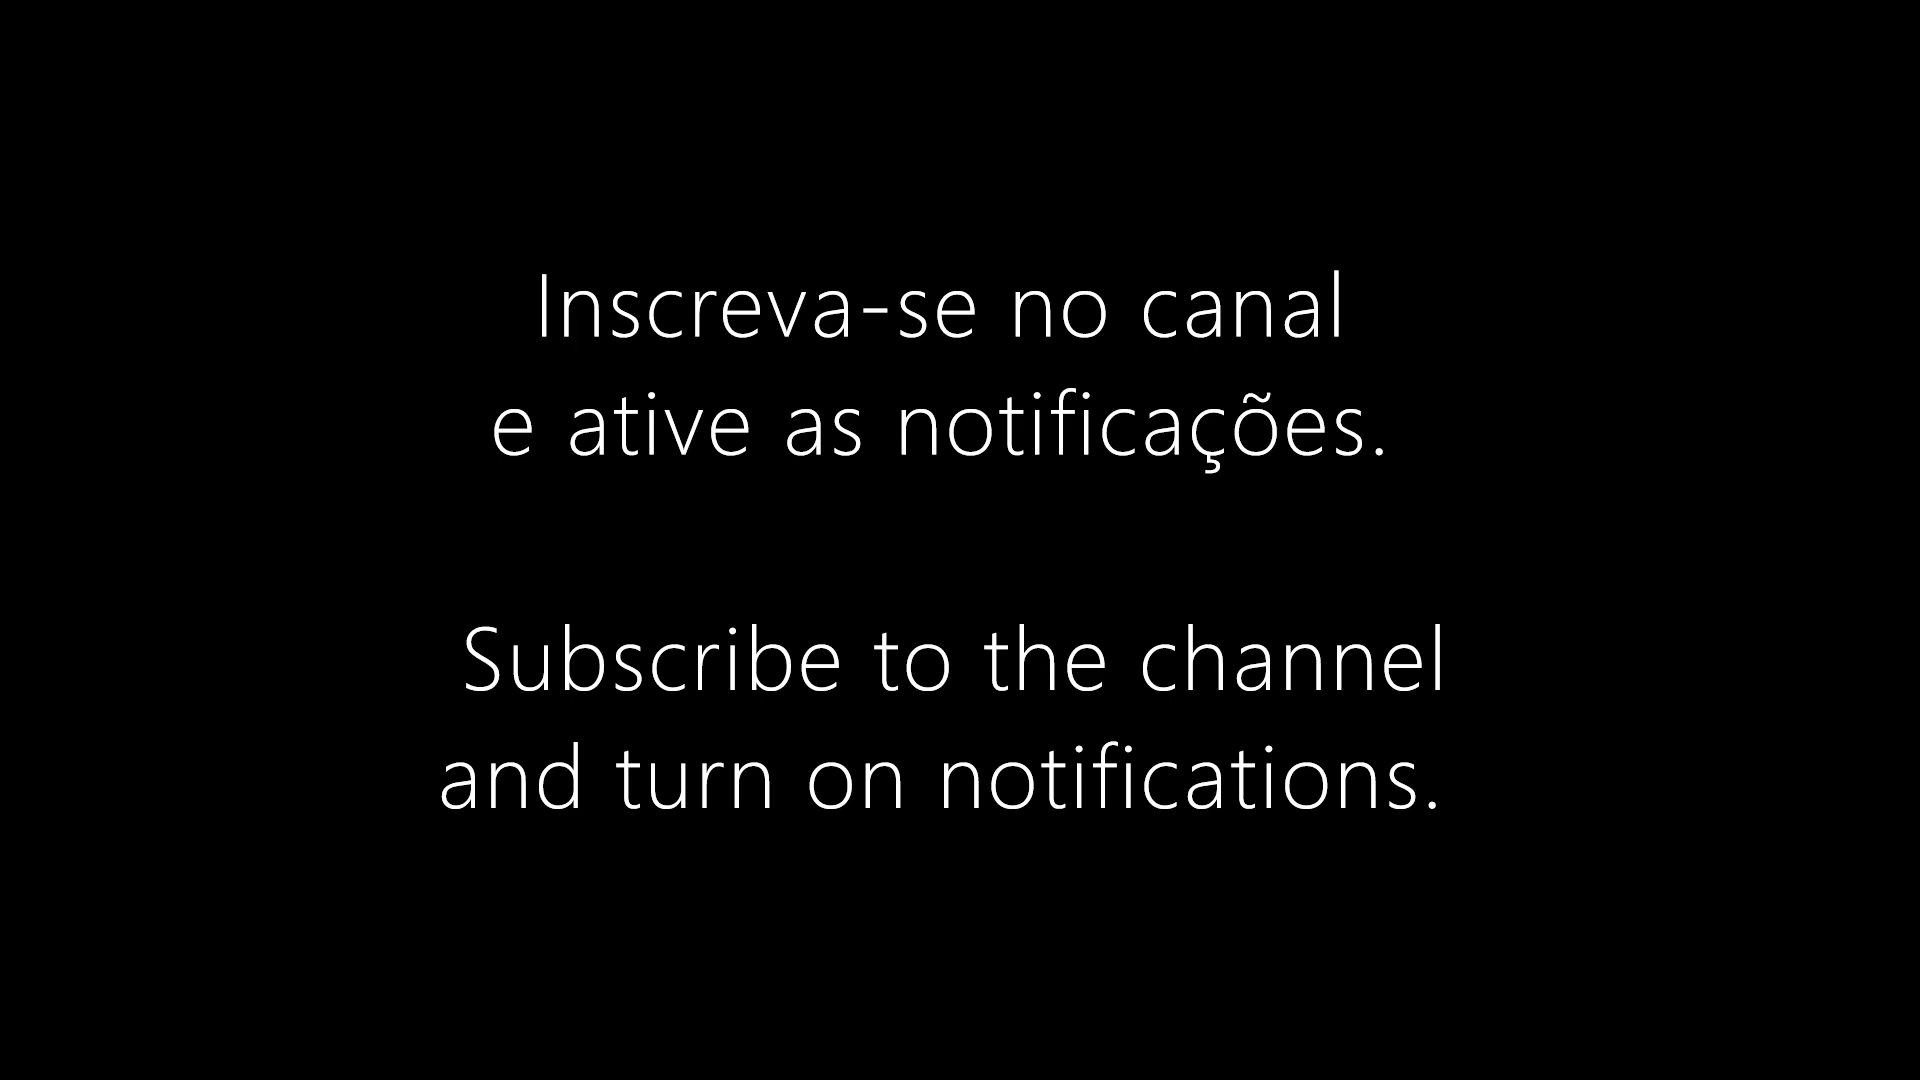 Inscreva-se no canal
e ative as notificações.
Subscribe to the channel
and turn on notifications.